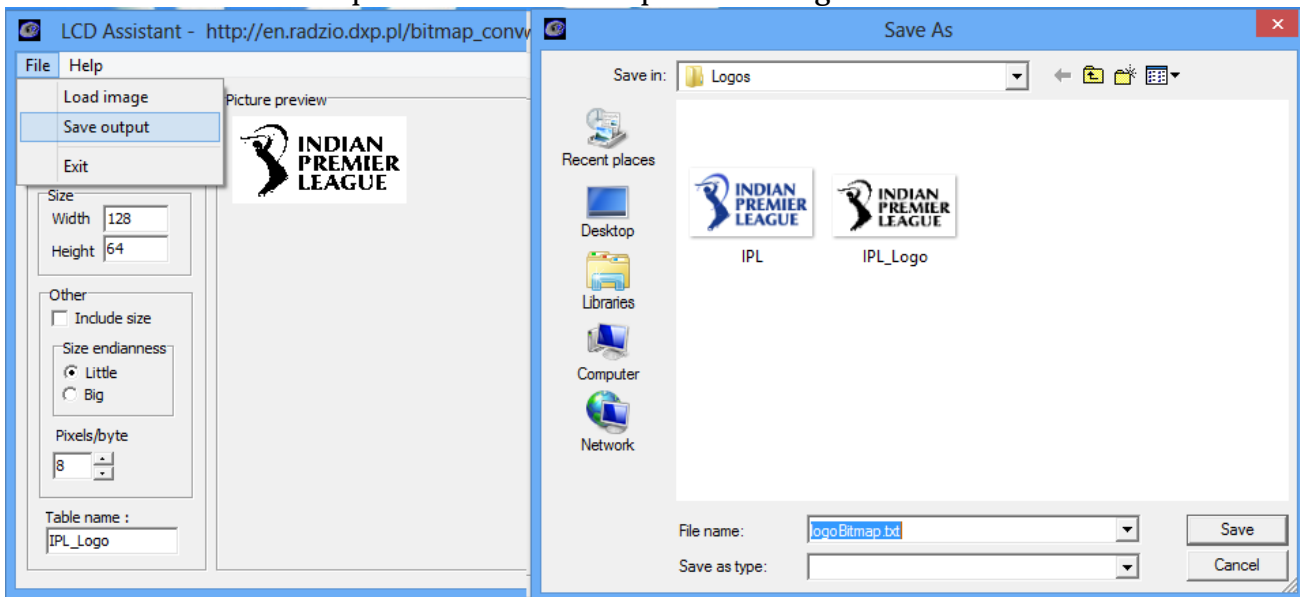 LCD Assistant - http://en.radzio.dxp.pl/bitmap_conv
File Help
Load image
Save output
Exit
Picture preview
INDIAN
PREMIER
LEAGUE
Size
Width 128
Height 64
Other
Include size
Size endianness
Little
Big
Pixels/byte
8
Table name :
IPL_Logo
Save As
Save in: Logos
Recent places
Desktop
Libraries
Computer
Network
INDIAN
PREMIER
LEAGUE
IPL
INDIAN
PREMIER
LEAGUE
IPL_Logo
File name: logoBitmap.txt
Save
Save as type:
Cancel